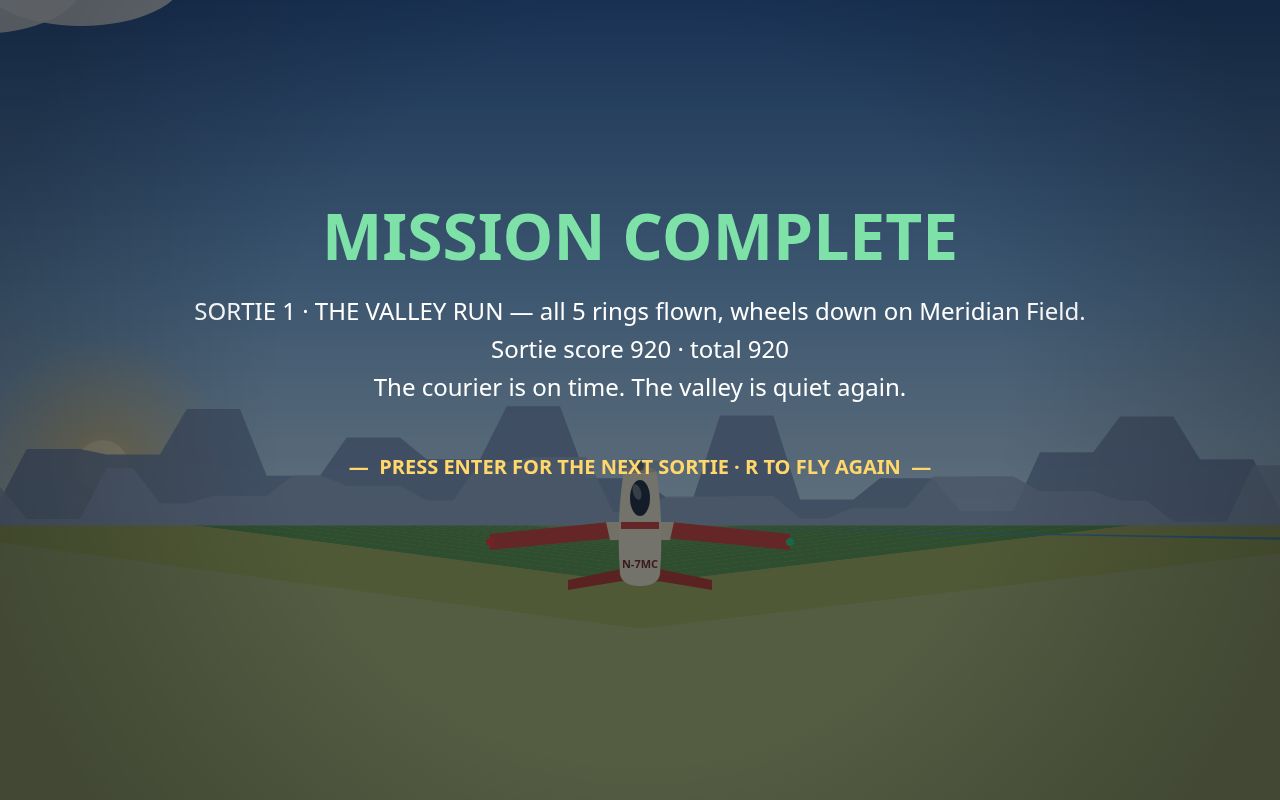 MISSION COMPLETE
SORTIE 1 · THE VALLEY RUN — all 5 rings flown, wheels down on Meridian Field.
Sortie score 920 · total 920
The courier is on time. The valley is quiet again.
— PRESS ENTER FOR THE NEXT SORTIE · R TO FLY AGAIN —
N-7MC